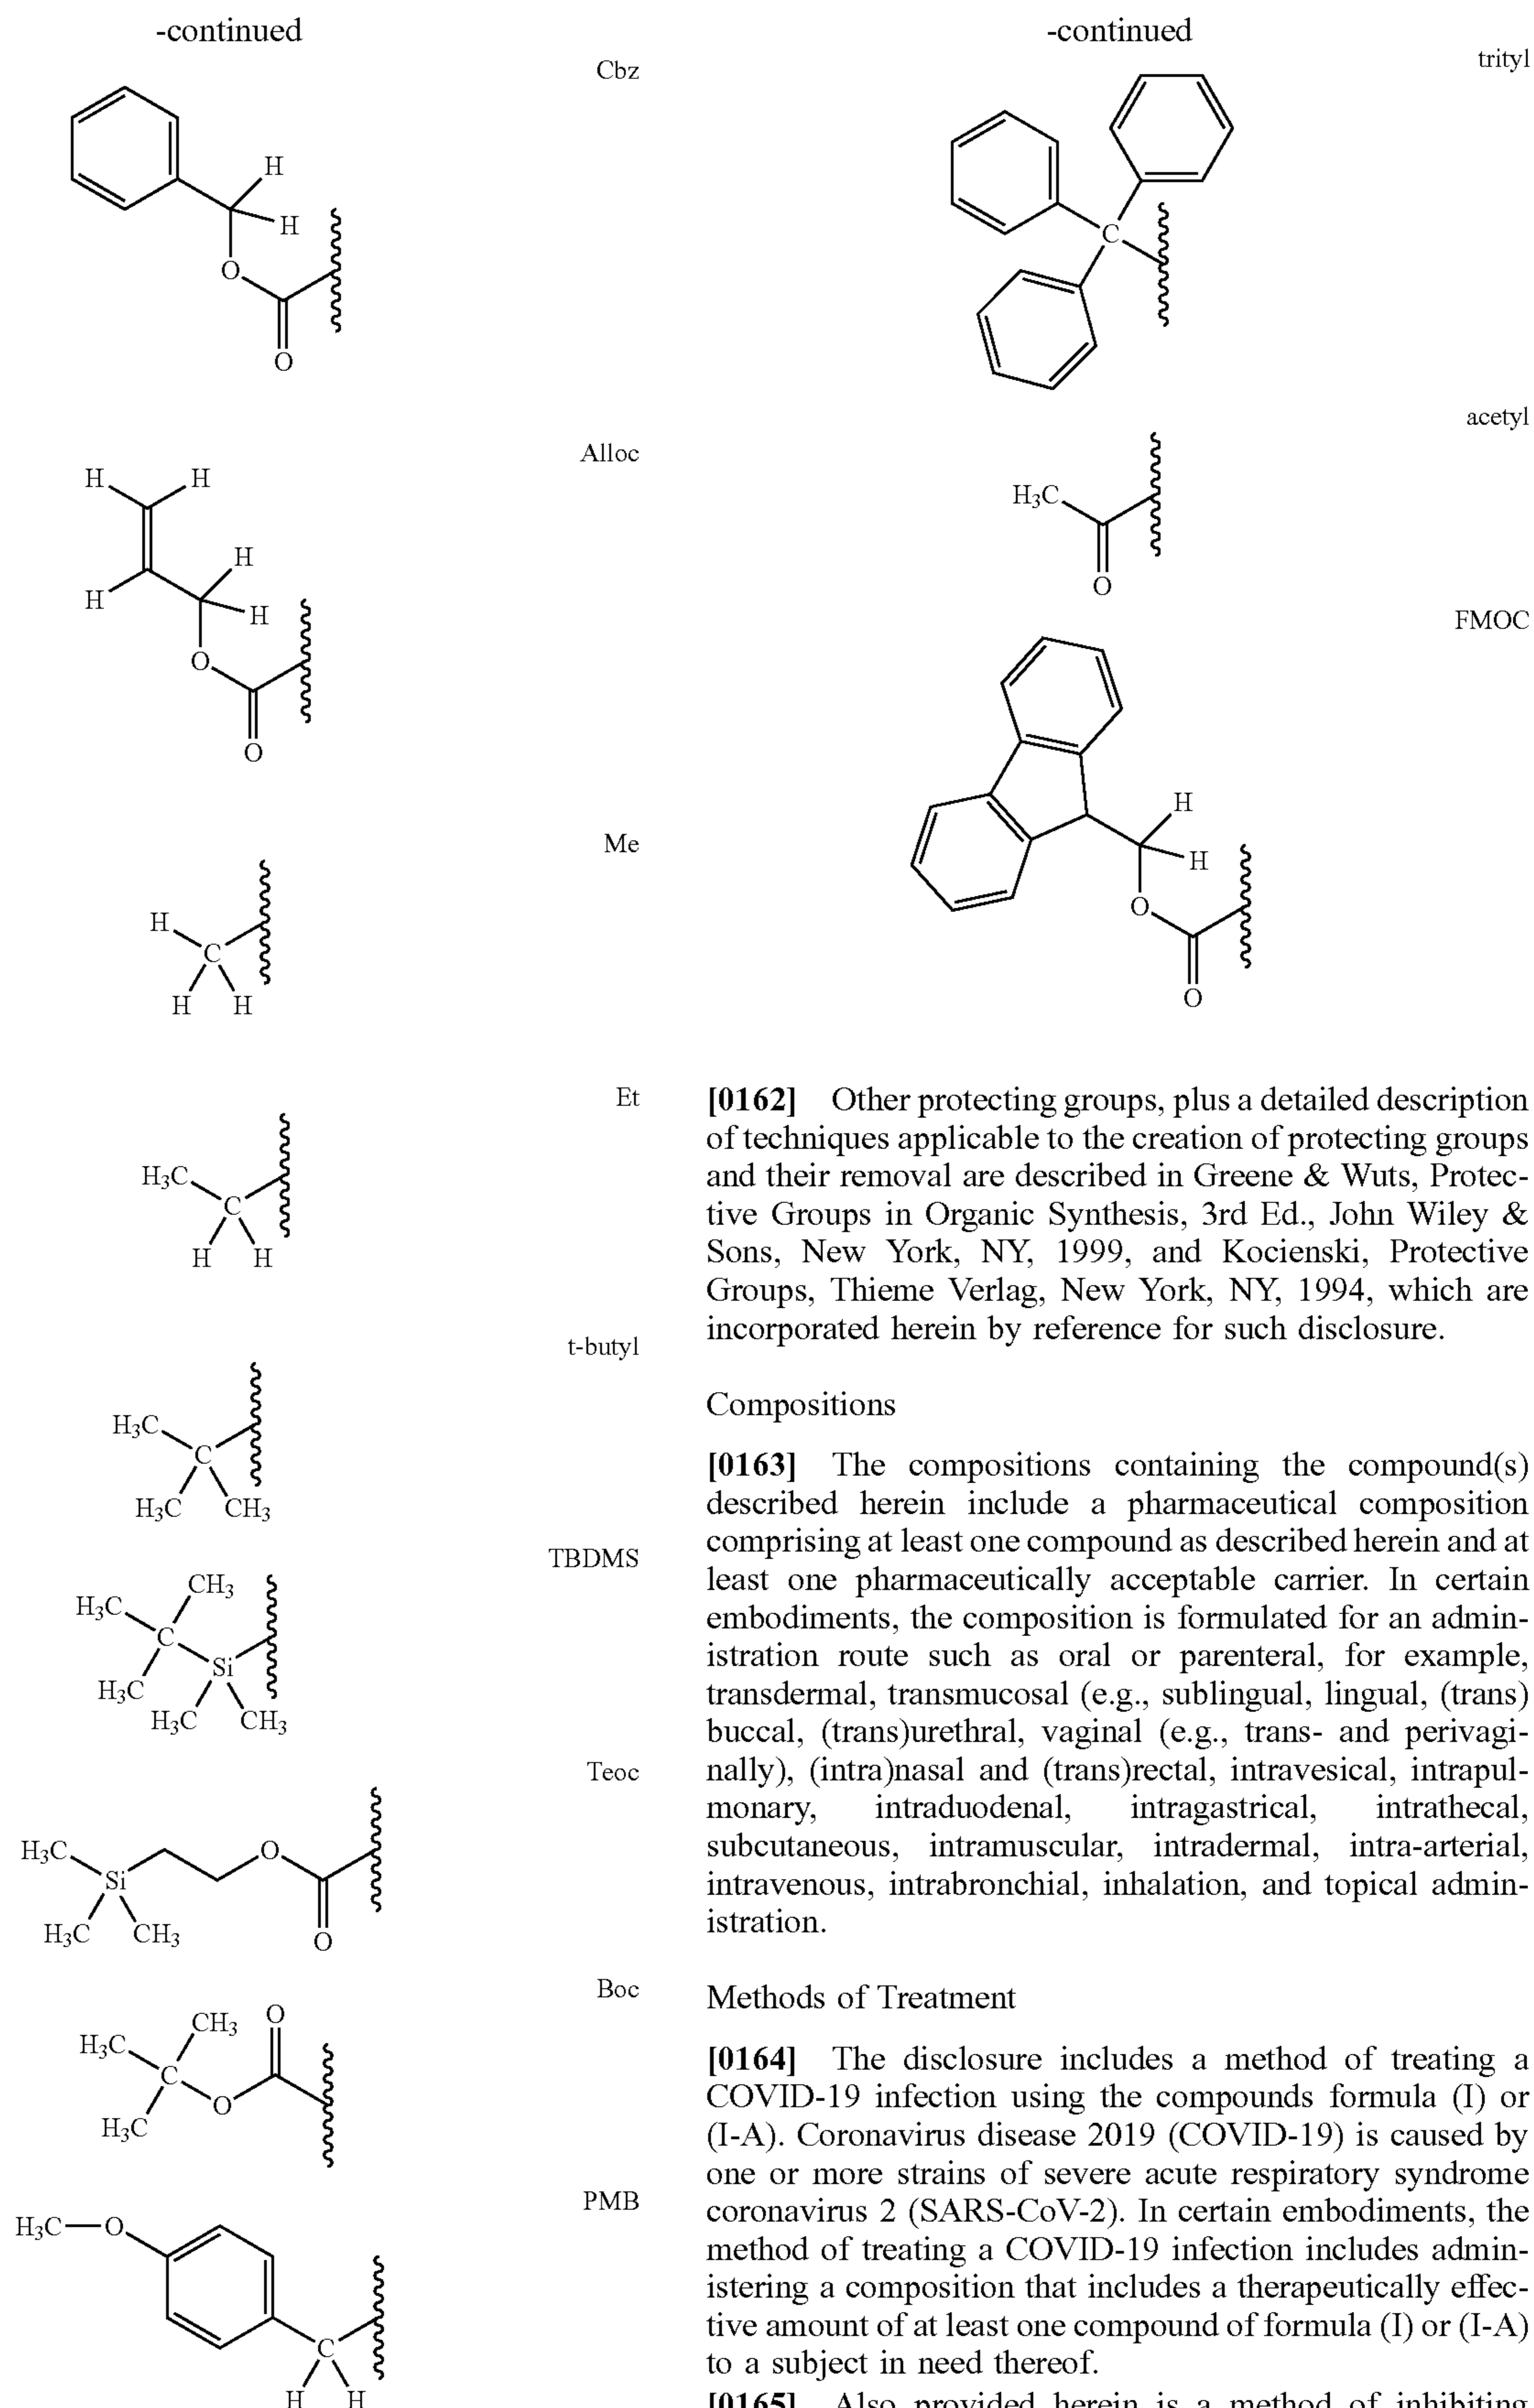 -continued
Cbz
H
H
O
O
Alloc
H H
H
H
H
O
O
Me
H
C
H H
Et
H₃C
C
H H
t-butyl
H₃C
C
H₃C CH₃
TBDMS
CH₃
H₃C
C
Si
H₃C
H₃C CH₃
Teoc
H₃C O
Si
H₃C CH₃
O
Boc
O
CH₃
H₃C
C
O
H₃C
PMB
H₃C—O
C
H H
-continued
trityl
C
acetyl
H₃C
O
FMOC
H
H
O
O
[0162] Other protecting groups, plus a detailed description
of techniques applicable to the creation of protecting groups
and their removal are described in Greene & Wuts, Protec-
tive Groups in Organic Synthesis, 3rd Ed., John Wiley &
Sons, New York, NY, 1999, and Kocienski, Protective
Groups, Thieme Verlag, New York, NY, 1994, which are
incorporated herein by reference for such disclosure.
Compositions
[0163] The compositions containing the compound(s)
described herein include a pharmaceutical composition
comprising at least one compound as described herein and at
least one pharmaceutically acceptable carrier. In certain
embodiments, the composition is formulated for an admin-
istration route such as oral or parenteral, for example,
transdermal, transmucosal (e.g., sublingual, lingual, (trans)
buccal, (trans)urethral, vaginal (e.g., trans- and perivagi-
nally), (intra)nasal and (trans)rectal, intravesical, intrapul-
monary, intraduodenal, intragastrical, intrathecal,
subcutaneous, intramuscular, intradermal, intra-arterial,
intravenous, intrabronchial, inhalation, and topical admin-
istration.
Methods of Treatment
[0164] The disclosure includes a method of treating a
COVID-19 infection using the compounds formula (I) or
(I-A). Coronavirus disease 2019 (COVID-19) is caused by
one or more strains of severe acute respiratory syndrome
coronavirus 2 (SARS-CoV-2). In certain embodiments, the
method of treating a COVID-19 infection includes admin-
istering a composition that includes a therapeutically effec-
tive amount of at least one compound of formula (I) or (I-A)
to a subject in need thereof.
[0165] Also provided herein is a method of inhibiting